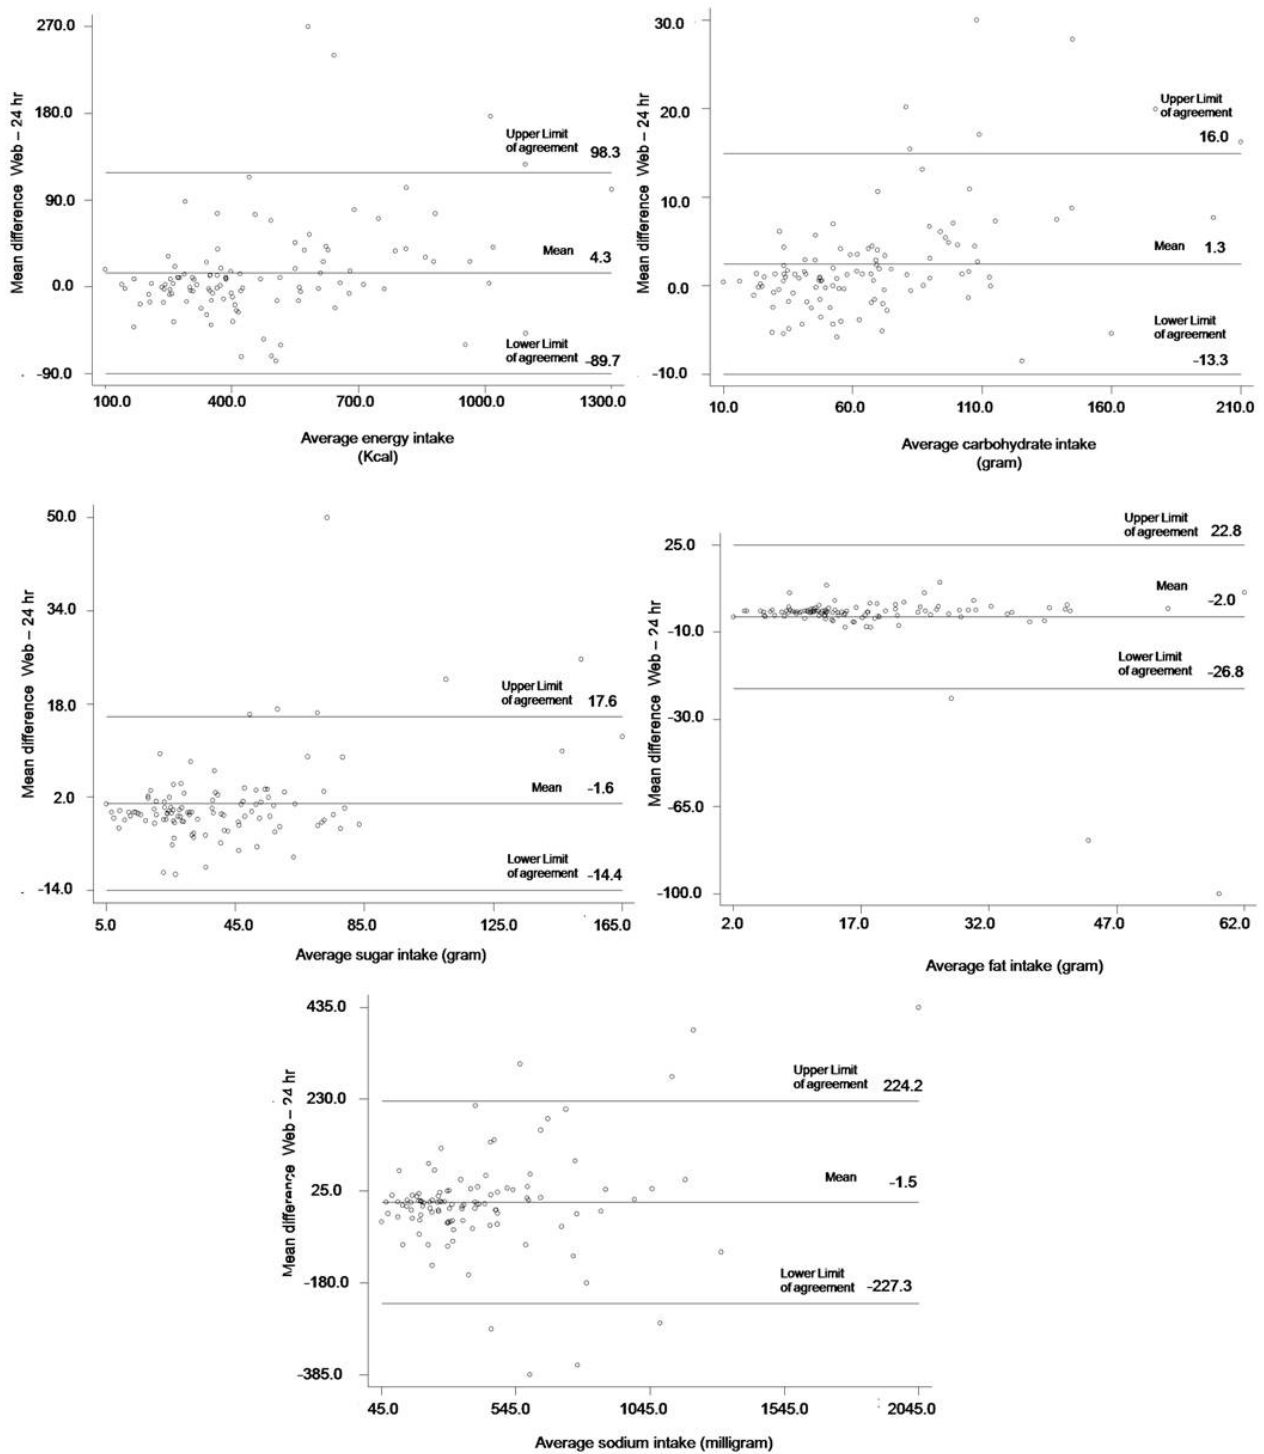 270.0
180.0
90.0
0.0
-90.0
Mean difference Web – 24 hr
Upper Limit
of agreement 98.3
Mean 4.3
Lower Limit
of agreement -89.7
100.0 400.0 700.0 1000.0 1300.0
Average energy intake
(Kcal)
30.0
20.0
10.0
0.0
-10.0
Mean difference Web – 24 hr
Upper Limit
of agreement
16.0
Mean 1.3
Lower Limit
of agreement
-13.3
10.0 60.0 110.0 160.0 210.0
Average carbohydrate intake
(gram)
50.0
34.0
18.0
2.0
-14.0
Mean difference Web – 24 hr
Upper Limit
of agreement 17.6
Mean -1.6
Lower Limit
of agreement -14.4
5.0 45.0 85.0 125.0 165.0
Average sugar intake (gram)
25.0
-10.0
-30.0
-65.0
-100.0
Mean difference Web – 24 hr
Upper Limit
of agreement 22.8
Mean
-2.0
Lower Limit
of agreement -26.8
2.0 17.0 32.0 47.0 62.0
Average fat intake (gram)
435.0
230.0
25.0
-180.0
-385.0
Mean difference Web – 24 hr
Upper Limit
of agreement 224.2
Mean -1.5
Lower Limit
of agreement -227.3
45.0 545.0 1045.0 1545.0 2045.0
Average sodium intake (milligram)